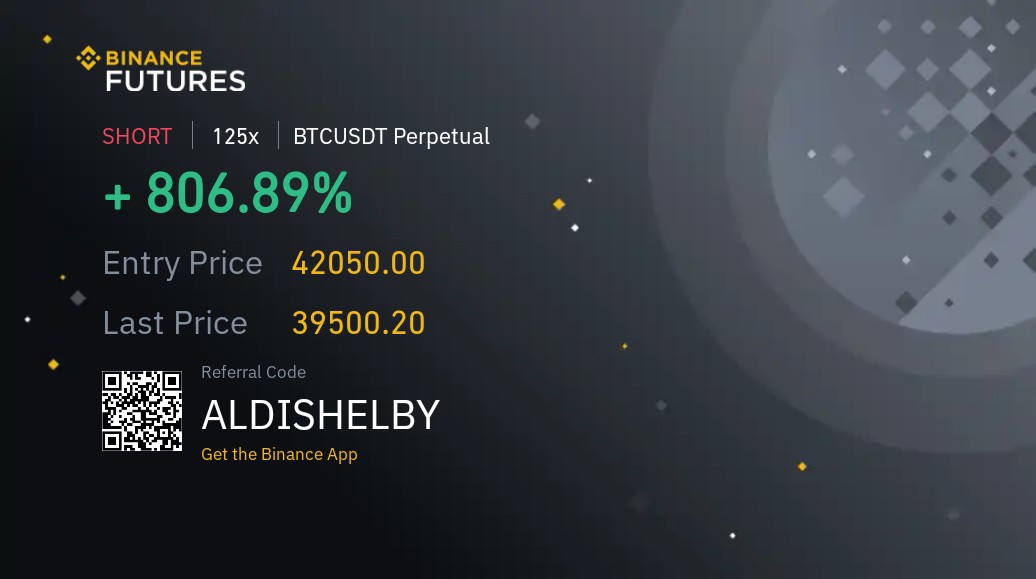 BINANCE
FUTURES
SHORT 125x BTCUSDT Perpetual
+ 806.89%
Entry Price 42050.00
Last Price 39500.20
Referral Code
ALDISHELBY
Get the Binance App